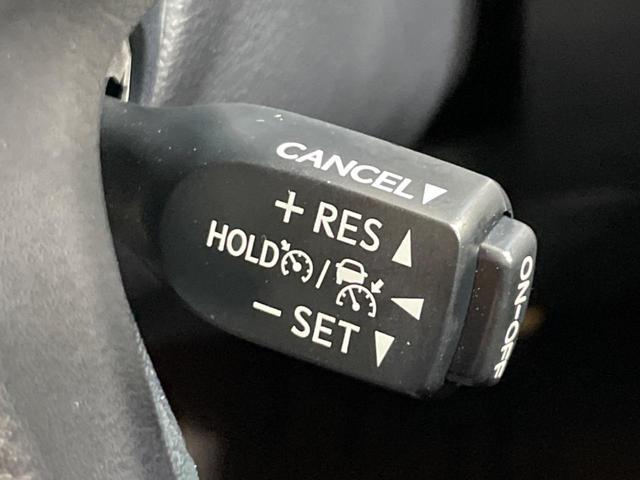 CANCEL▼
+ RES ▲
HOLD / ◀
− SET ▼
ON-OFF